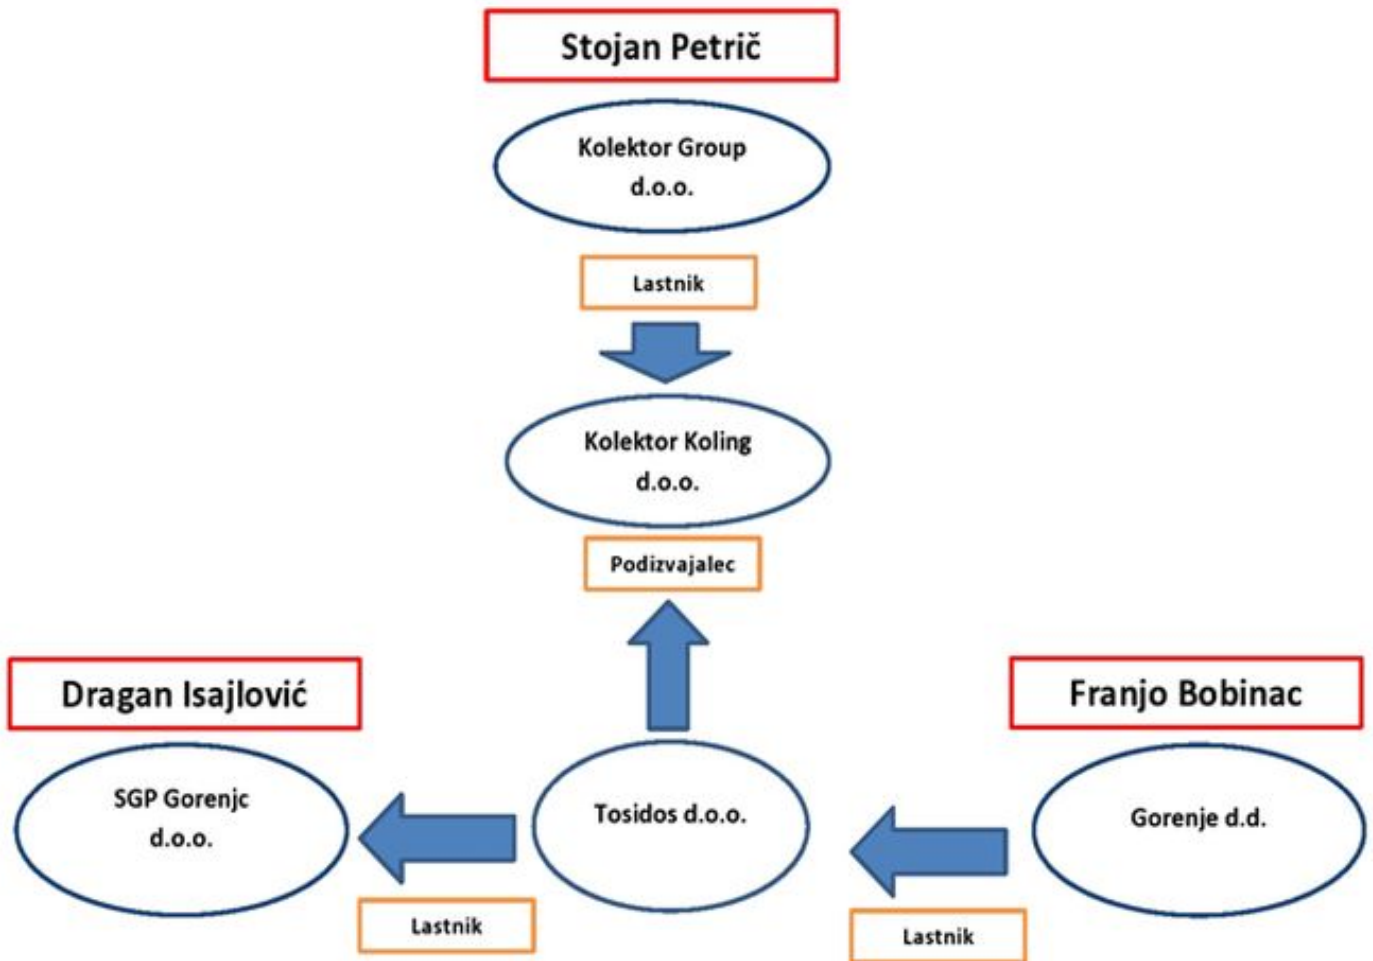 Stojan Petrič
Kolektor Group
d.o.o.
Lastnik
Kolektor Koling
d.o.o.
Podizvajalec
Dragan Isajlović
Franjo Bobinac
SGP Gorenjc
d.o.o.
Tosidos d.o.o.
Gorenje d.d.
Lastnik
Lastnik